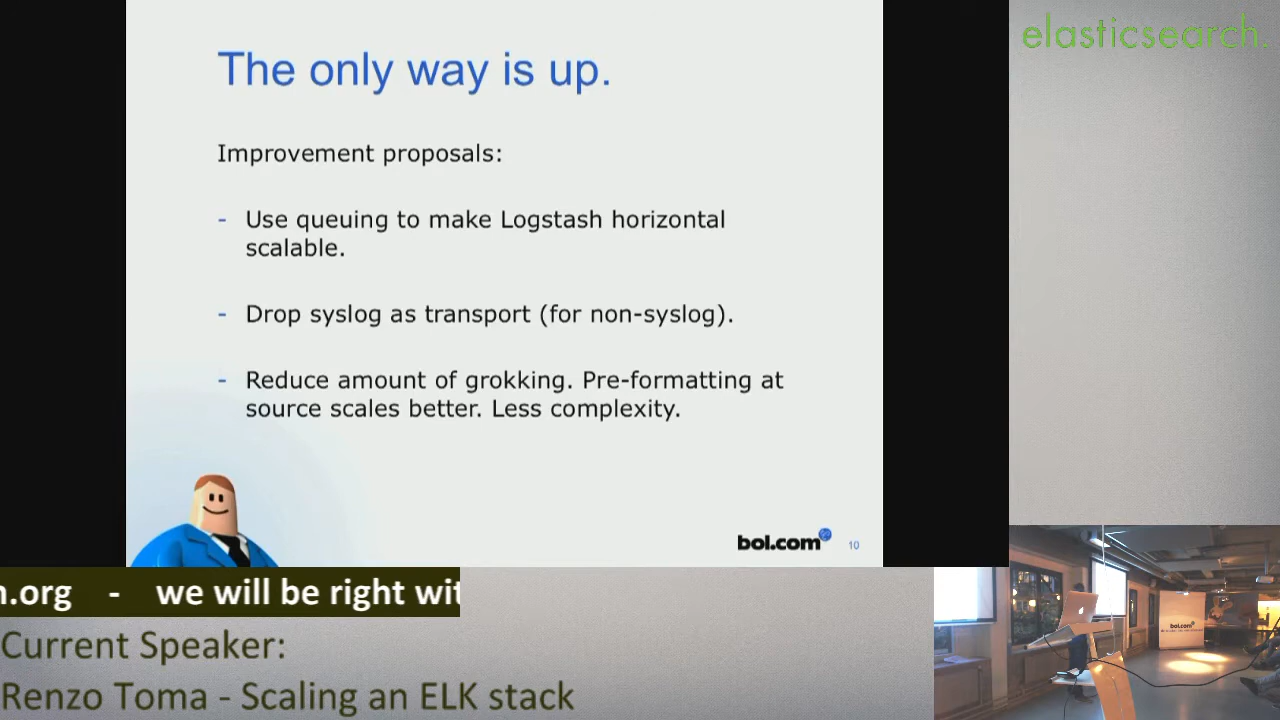 The only way is up.
Improvement proposals:
- Use queuing to make Logstash horizontal
scalable.
- Drop syslog as transport (for non-syslog).
- Reduce amount of grokking. Pre-formatting at
source scales better. Less complexity.
bol.com
10
elasticsearch.
n.org - we will be right wit
Current Speaker:
Renzo Toma - Scaling an ELK stack
bol.com